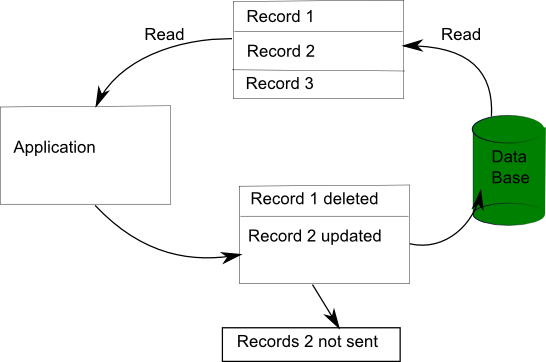 Record 1
Read
Record 2
Read
Record 3
Application
Data
Base
Record 1 deleted
Record 2 updated
Records 2 not sent